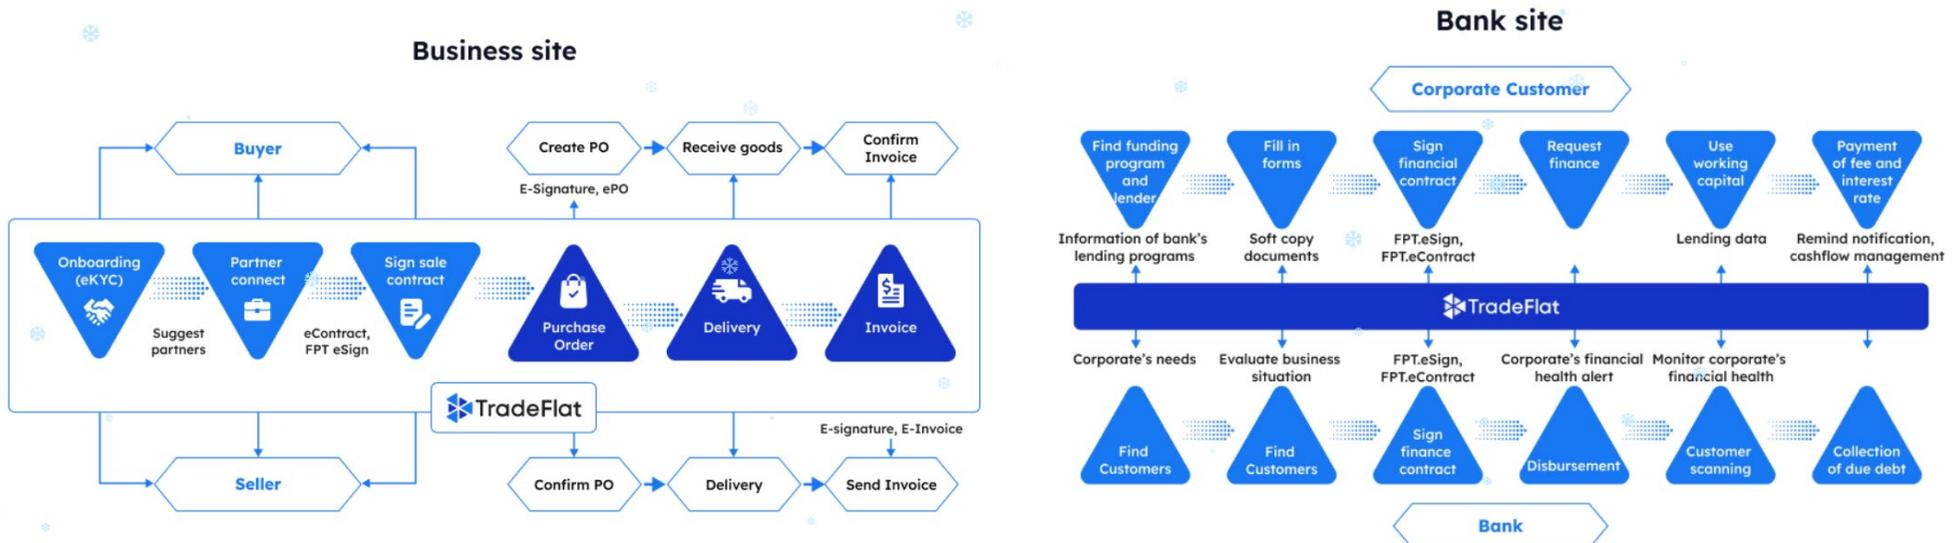 Business site
Buyer
Create PO
Receive goods
Confirm
Invoice
E-Signature, ePO
Onboarding
(eKYC)
Partner
connect
Sign sale
contract
Suggest
partners
eContract,
FPT eSign
Purchase
Order
Delivery
Invoice
TradeFlat
E-signature, E-Invoice
Seller
Confirm PO
Delivery
Send Invoice
Bank site
Corporate Customer
Find funding
program
and
lender
Fill in
forms
Sign
financial
contract
Request
finance
Use
working
capital
Payment
of fee and
interest
rate
Information of bank's
lending programs
Soft copy
documents
FPT.eSign,
FPT.eContract
Lending data
Remind notification,
cashflow management
TradeFlat
Corporate's needs
Evaluate business
situation
FPT.eSign,
FPT.eContract
Corporate's financial
health alert
Monitor corporate's
financial health
Find
Customers
Find
Customers
Sign
finance
contract
Disbursement
Customer
scanning
Collection
of due debt
Bank